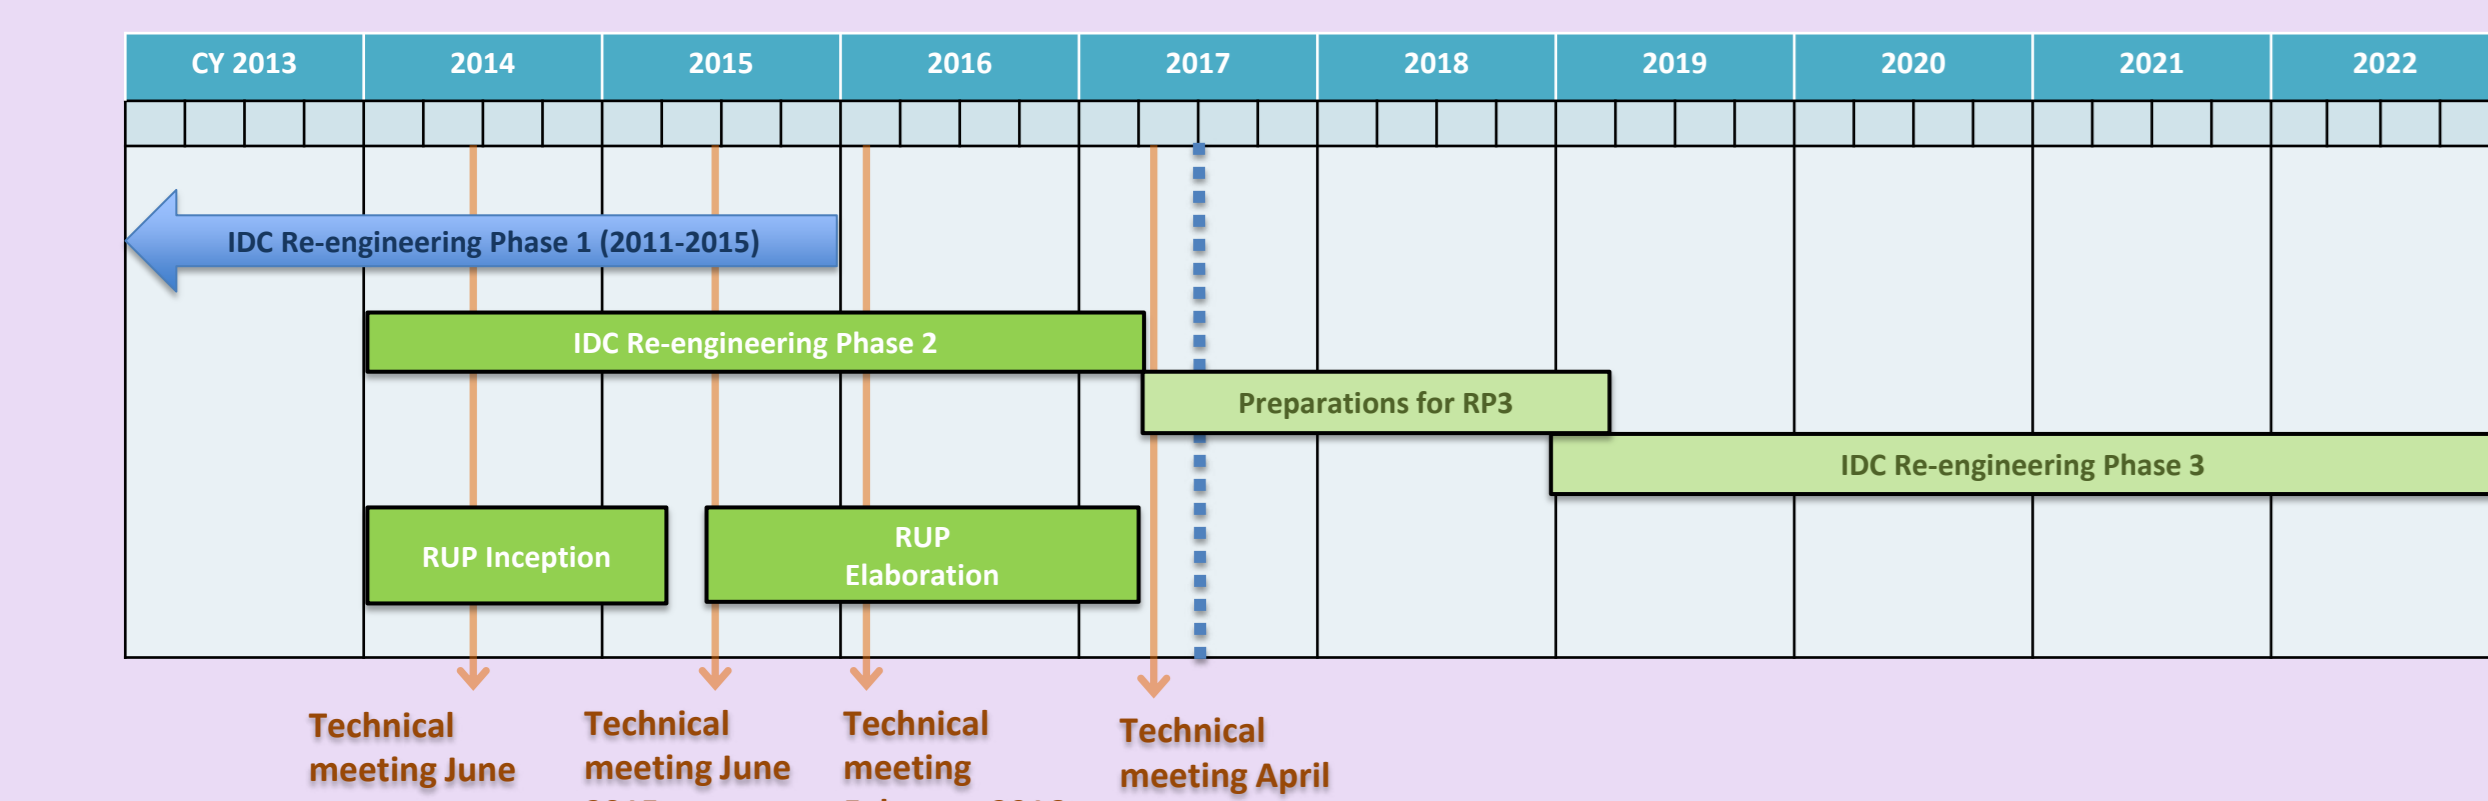 CY 2013
2014
2015
2016
2017
2018
2019
2020
2021
2022
IDC Re-engineering Phase 1 (2011-2015)
IDC Re-engineering Phase 2
Preparations for RP3
IDC Re-engineering Phase 3
RUP Inception
RUP
Elaboration
Technical
meeting June
Technical
meeting June
Technical
meeting
Technical
meeting April